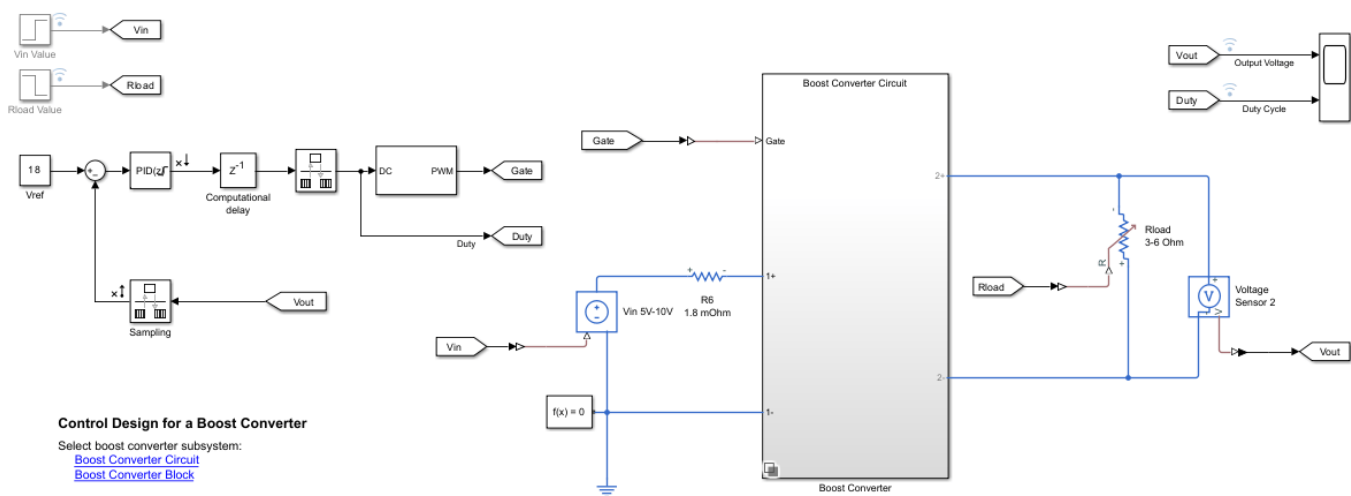 Vin
Vin Value
Rload
Rload Value
18
Vref
+
-
PID(z)
Z-1
Computational
delay
DC
PWM
Gate
Duty
Duty
Sampling
Vout
Control Design for a Boost Converter
Select boost converter subsystem:
Boost Converter Circuit
Boost Converter Block
Gate
Vin 5V-10V
+
-
R6
1.8 mOhm
Vin
f(x) = 0
Boost Converter Circuit
Gate
1+
1-
2+
2-
Boost Converter
Rload
-
+
R
Rload
3-6 Ohm
+
-
V
V
Voltage
Sensor 2
Vout
Vout
Output Voltage
Duty
Duty Cycle